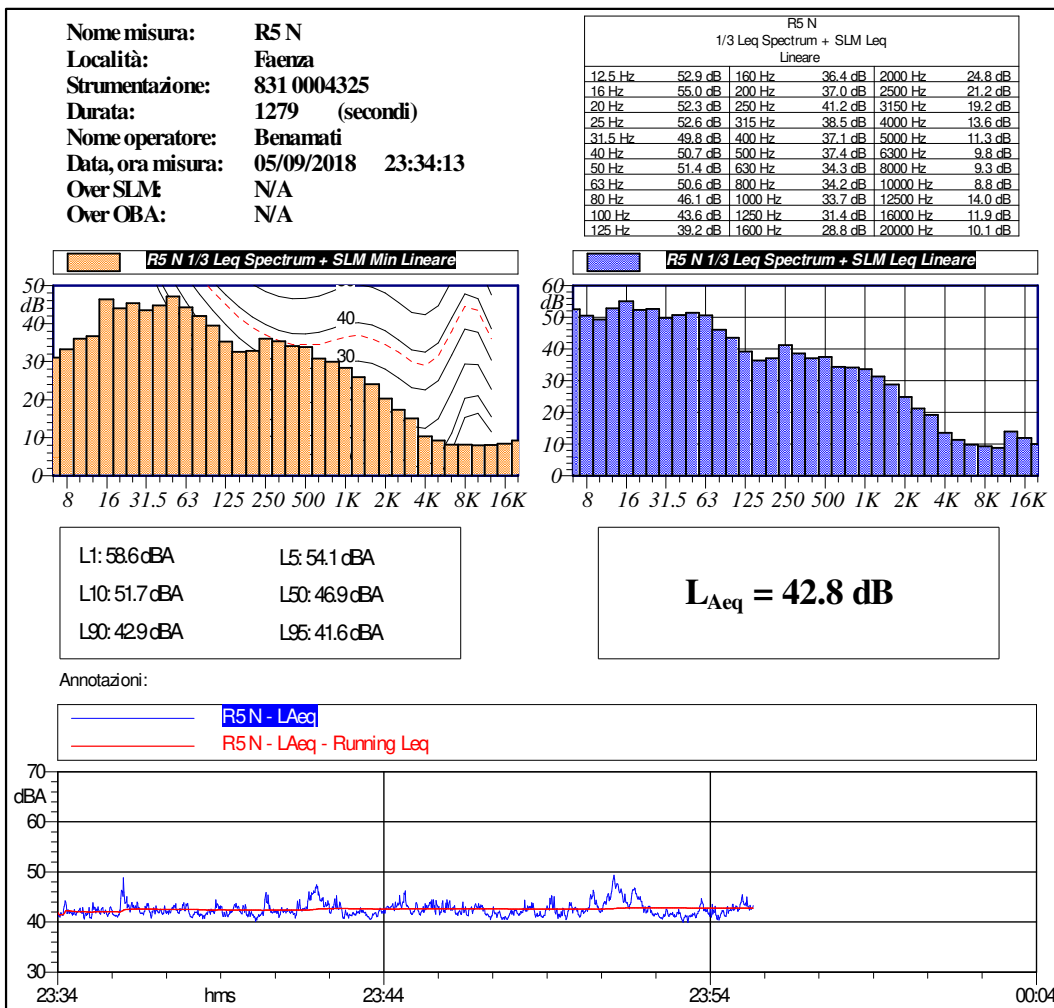 Nome misura: R5 N
Località: Faenza
Strumentazione: 831 0004325
Durata: 1279 (secondi)
Nome operatore: Benamati
Data, ora misura: 05/09/2018 23:34:13
Over SLM: N/A
Over OBA: N/A
R5 N
1/3 Leq Spectrum + SLM Leq
Lineare
12.5 Hz 52.9 dB 160 Hz 36.4 dB 2000 Hz 24.8 dB
16 Hz 55.0 dB 200 Hz 37.0 dB 2500 Hz 21.2 dB
20 Hz 52.3 dB 250 Hz 41.2 dB 3150 Hz 19.2 dB
25 Hz 52.6 dB 315 Hz 38.5 dB 4000 Hz 13.6 dB
31.5 Hz 49.8 dB 400 Hz 37.1 dB 5000 Hz 11.3 dB
40 Hz 50.7 dB 500 Hz 37.4 dB 6300 Hz 9.8 dB
50 Hz 51.4 dB 630 Hz 34.3 dB 8000 Hz 9.3 dB
63 Hz 50.6 dB 800 Hz 34.2 dB 10000 Hz 8.8 dB
80 Hz 46.1 dB 1000 Hz 33.7 dB 12500 Hz 14.0 dB
100 Hz 43.6 dB 1250 Hz 31.4 dB 16000 Hz 11.9 dB
125 Hz 39.2 dB 1600 Hz 28.8 dB 20000 Hz 10.1 dB
R5 N 1/3 Leq Spectrum + SLM Min Lineare
50
dB
40
30
20
10
0
40
30
8 16 31.5 63 125 250 500 1K 2K 4K 8K 16K
R5 N 1/3 Leq Spectrum + SLM Leq Lineare
60
dB
50
40
30
20
10
0
8 16 31.5 63 125 250 500 1K 2K 4K 8K 16K
L1: 58.6 dBA L5: 54.1 dBA
L10: 51.7 dBA L50: 46.9 dBA
L90: 42.9 dBA L95: 41.6 dBA
LAeq = 42.8 dB
Annotazioni:
R5 N - LAeq
R5 N - LAeq - Running Leq
70
dBA
60
50
40
30
23:34 hms 23:44 23:54 00:04